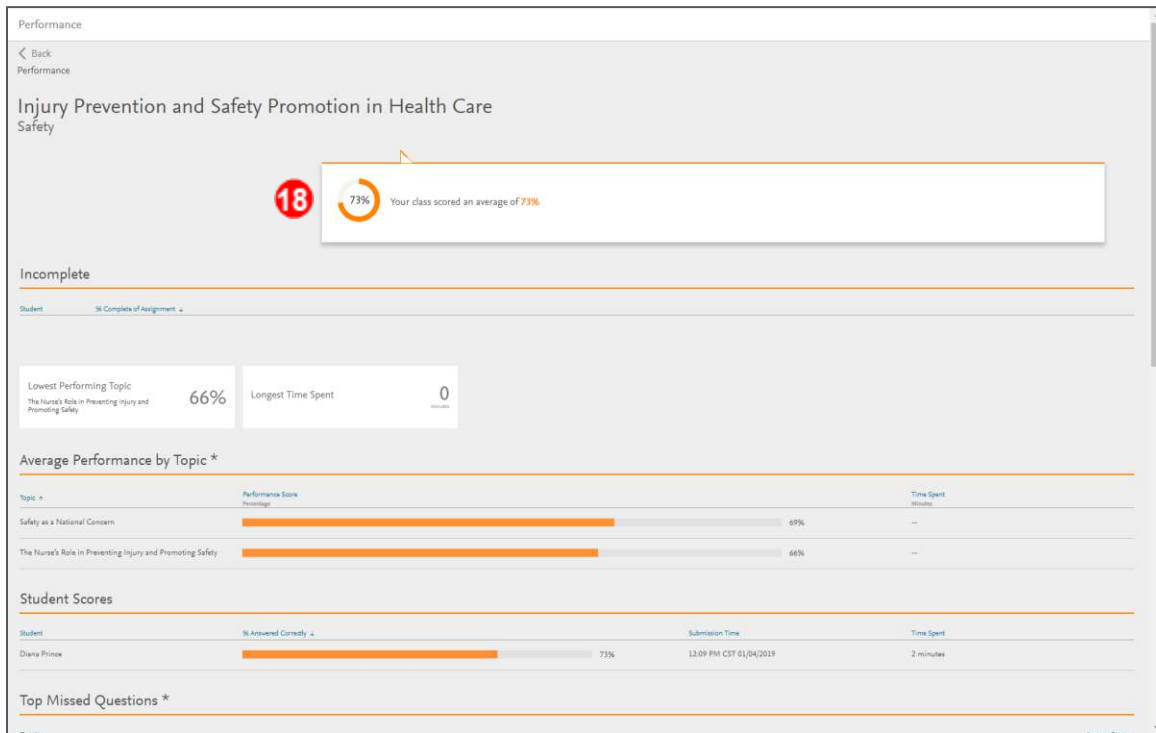 Performance
Back
Performance
Injury Prevention and Safety Promotion in Health Care
Safety
18
73%
Your class scored an average of 73%
Incomplete
Student % Complete of Assignment ↓
Lowest Performing Topic
The Nurse's Role in Preventing Injury and
Promoting Safety
66%
Longest Time Spent
0
minutes
Average Performance by Topic *
Topic ↑ Performance Score Time Spent
Percentage Minutes
Safety as a National Concern 69% --
The Nurse's Role in Preventing Injury and Promoting Safety 66% --
Student Scores
Student % Answered Correctly ↓ Submission Time Time Spent
Diana Prince 73% 12:09 PM CST 01/04/2019 2 minutes
Top Missed Questions *